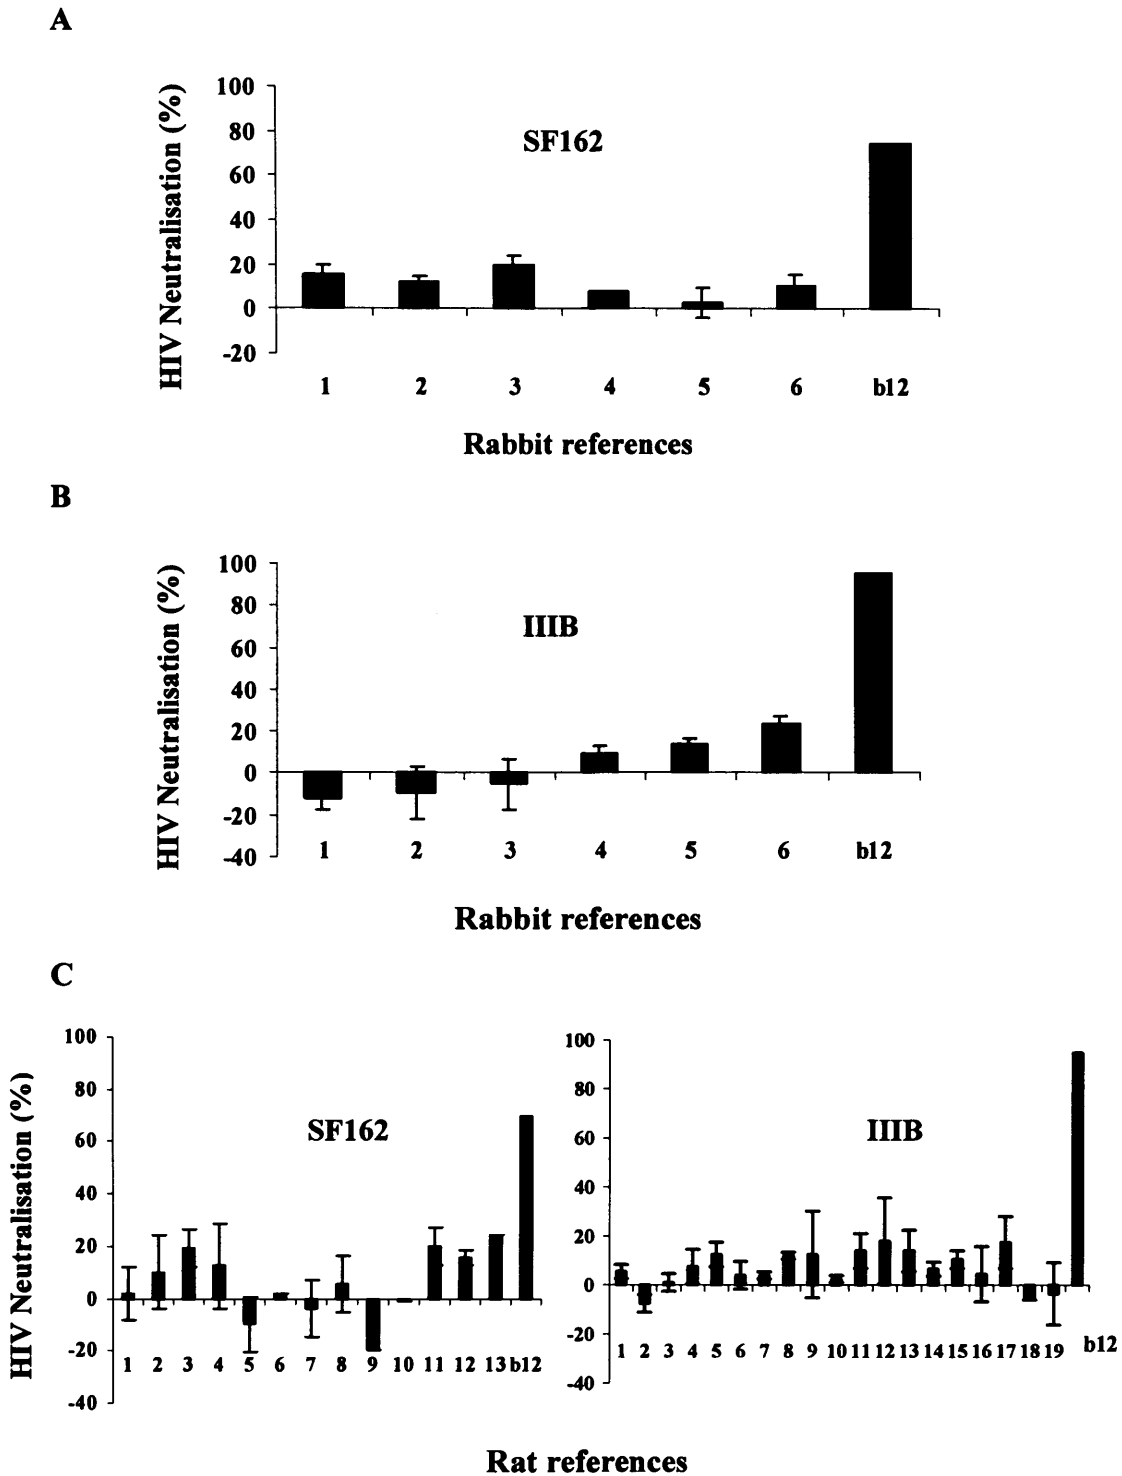 A
HIV Neutralisation (%)
100
80
60
40
20
0
-20
SF162
1 2 3 4 5 6 b12
Rabbit references
B
HIV Neutralisation (%)
100
80
60
40
20
0
-20
-40
IIIB
1 2 3 4 5 6 b12
Rabbit references
C
HIV Neutralisation (%)
100
80
60
40
20
0
-20
-40
SF162
1 2 3 4 5 6 7 8 9 10 11 12 13 b12
100
80
60
40
20
0
-20
-40
IIIB
1 2 3 4 5 6 7 8 9 10 11 12 13 14 15 16 17 18 19 b12
Rat references